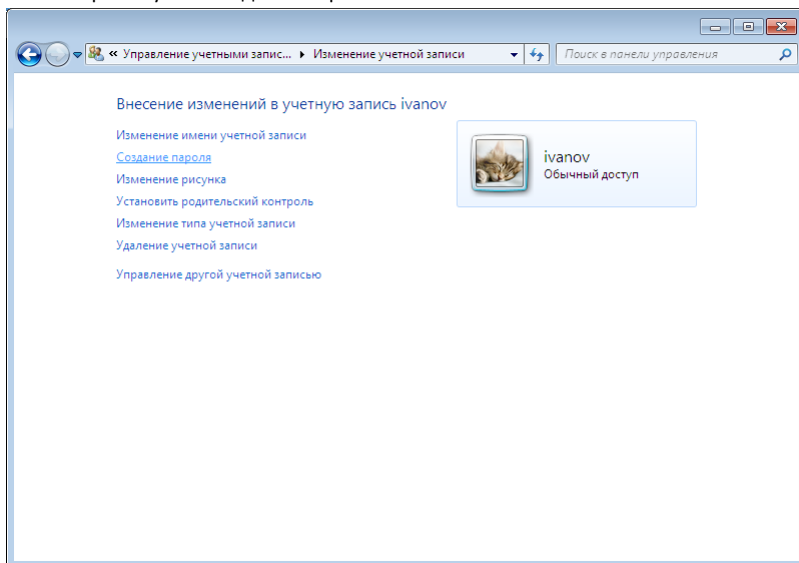 « Управление учетными запис... ▸ Изменение учетной записи
Поиск в панели управления
Внесение изменений в учетную запись ivanov
Изменение имени учетной записи
Создание пароля
Изменение рисунка
Установить родительский контроль
Изменение типа учетной записи
Удаление учетной записи
Управление другой учетной записью
ivanov
Обычный доступ